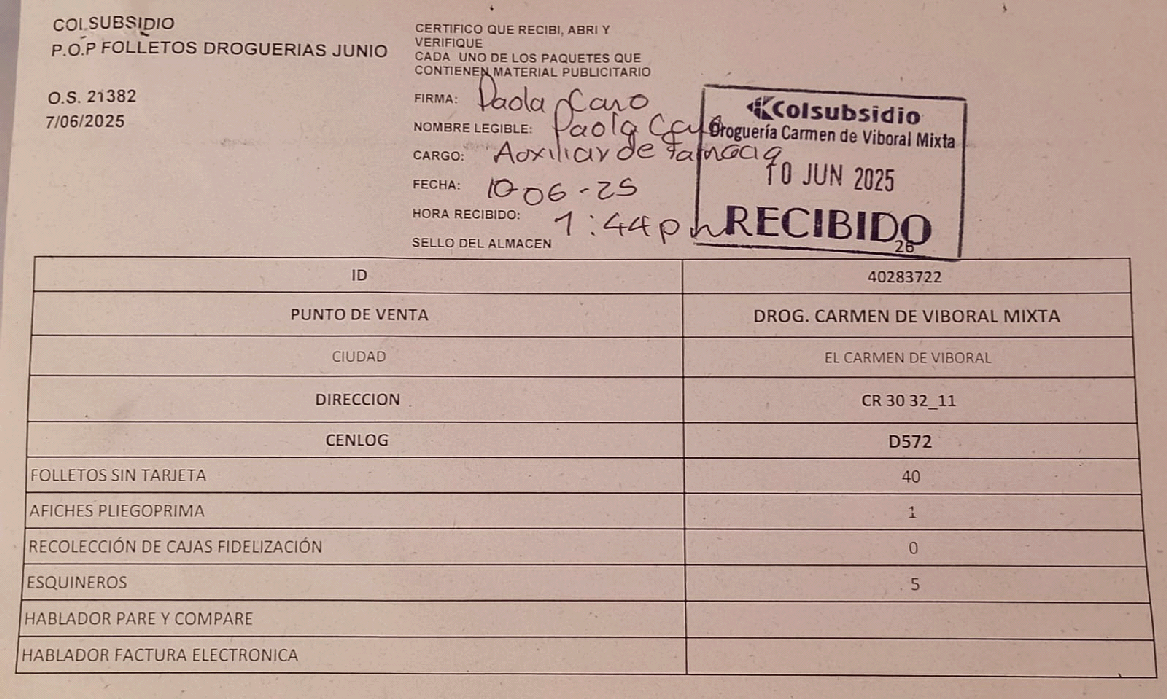 COLSUBSIDIO
P.O.P FOLLETOS DROGUERIAS JUNIO
O.S. 21382
7/06/2025
CERTIFICO QUE RECIBI, ABRI Y
VERIFIQUE
CADA UNO DE LOS PAQUETES QUE
CONTIENEN MATERIAL PUBLICITARIO
FIRMA: Paola Caro
NOMBRE LEGIBLE: Paola Caro
CARGO: Auxiliar de farmacia
FECHA: 10-06-25
HORA RECIBIDO: 1:44pm
SELLO DEL ALMACEN
Colsubsidio
Droguería Carmen de Viboral Mixta
10 JUN 2025
RECIBIDO
26
ID 40283722
PUNTO DE VENTA DROG. CARMEN DE VIBORAL MIXTA
CIUDAD EL CARMEN DE VIBORAL
DIRECCION CR 30 32_11
CENLOG D572
FOLLETOS SIN TARJETA 40
AFICHES PLIEGOPRIMA 1
RECOLECCIÓN DE CAJAS FIDELIZACIÓN 0
ESQUINEROS 5
HABLADOR PARE Y COMPARE
HABLADOR FACTURA ELECTRONICA